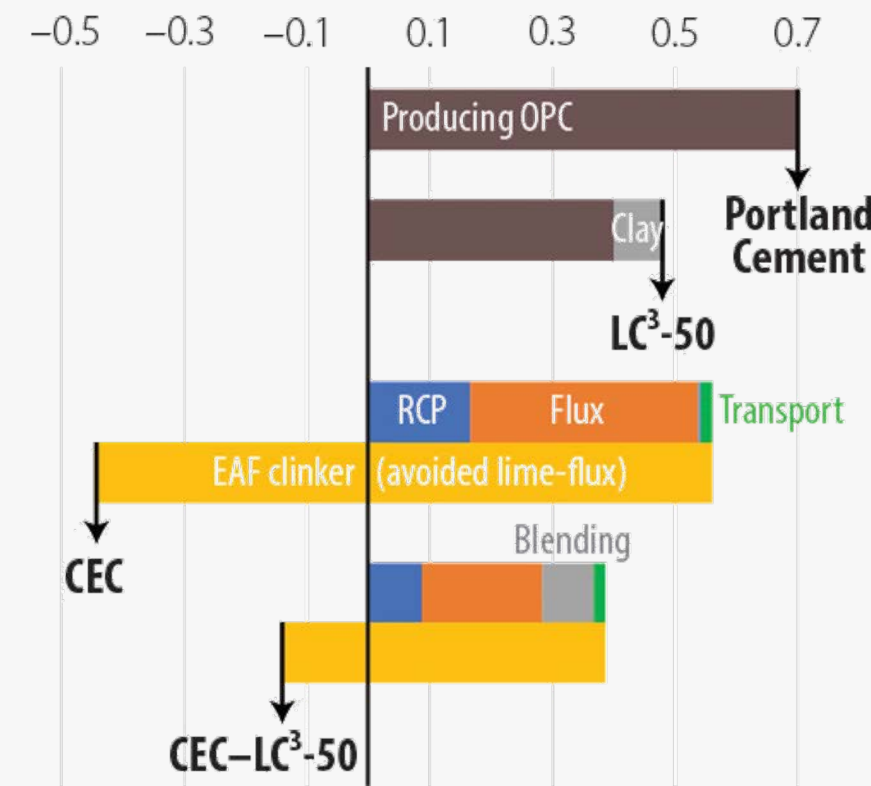 −0.5 −0.3 −0.1 0.1 0.3 0.5 0.7
Producing OPC
Portland
Cement
Clay
LC³-50
RCP Flux Transport
EAF clinker (avoided lime-flux)
CEC
Blending
CEC–LC³-50